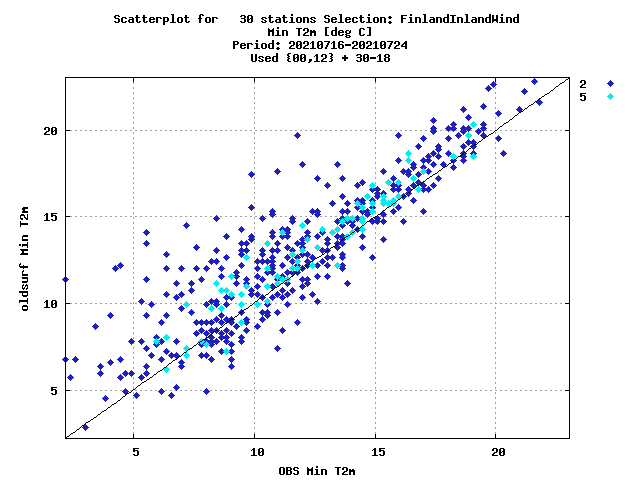 Scatterplot for   30 stations Selection: FinlandInlandWind
Min T2m [deg C]
Period: 20210716-20210724
Used {00,12} + 30-18
2
5
20
15
10
5
oldsurf Min T2m
5
10
15
20
OBS Min T2m